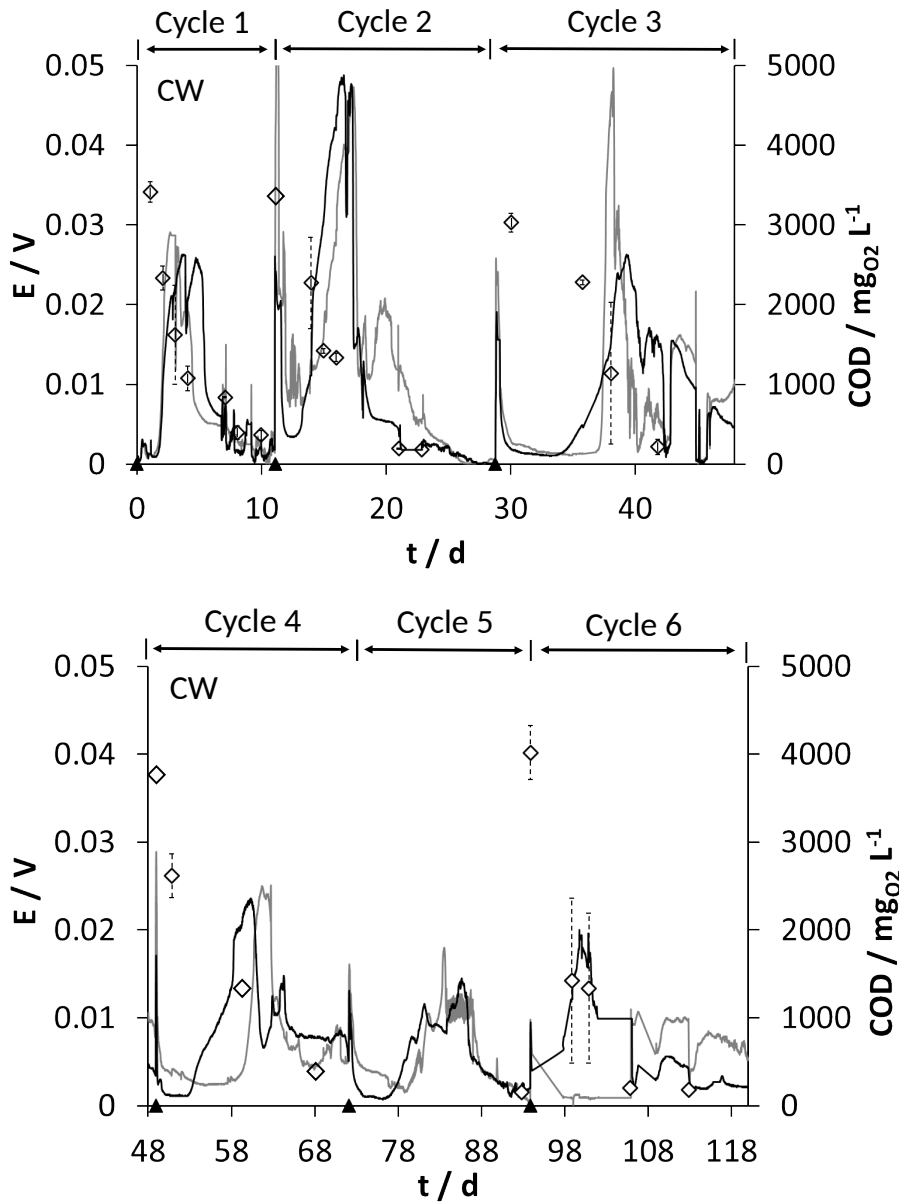 Cycle 1 Cycle 2 Cycle 3
CW
0.05 5000
0.04 4000
0.03 3000
0.02 2000
0.01 1000
0 0
E / V
COD / mgO2 L-1
0 10 20 30 40
t / d
Cycle 4 Cycle 5 Cycle 6
CW
0.05 5000
0.04 4000
0.03 3000
0.02 2000
0.01 1000
0 0
E / V
COD / mgO2 L-1
48 58 68 78 88 98 108 118
t / d